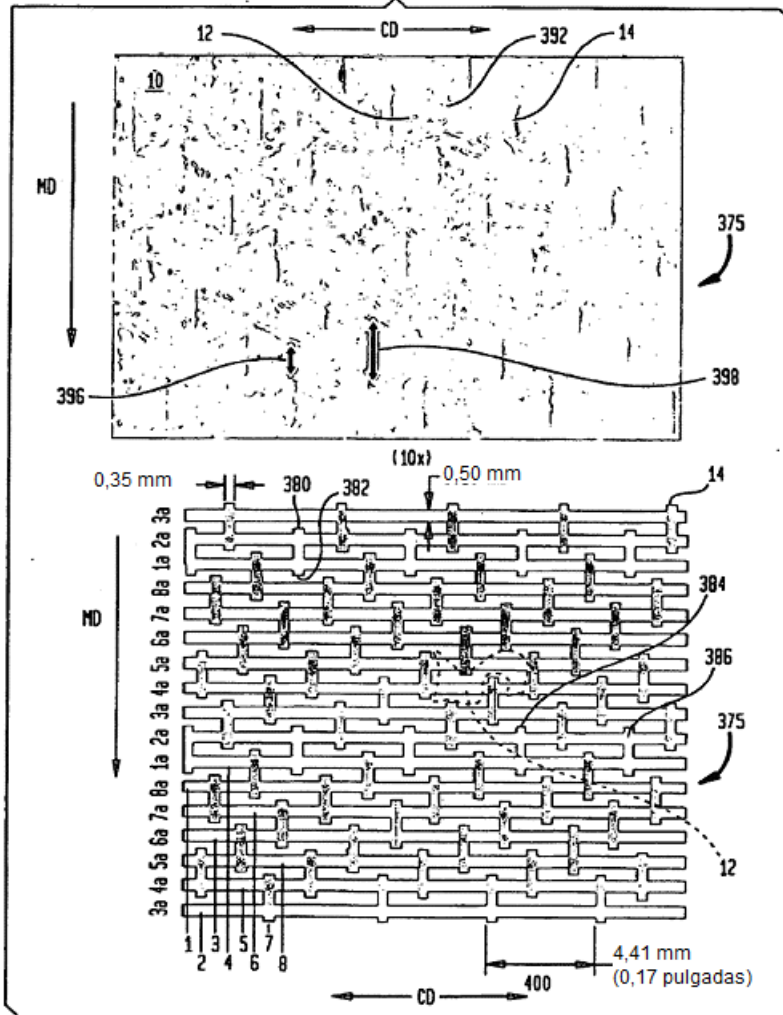 12
CD
392
14
10
MD
375
396
398
(10x)
0,35 mm
380
382
0,50 mm
14
3a
2a
1a
8a
7a
6a
5a
4a
3a
2a
1a
8a
7a
6a
5a
4a
3a
MD
384
386
375
12
1
2
3
4
5
6
7
8
4,41 mm
(0,17 pulgadas)
400
CD